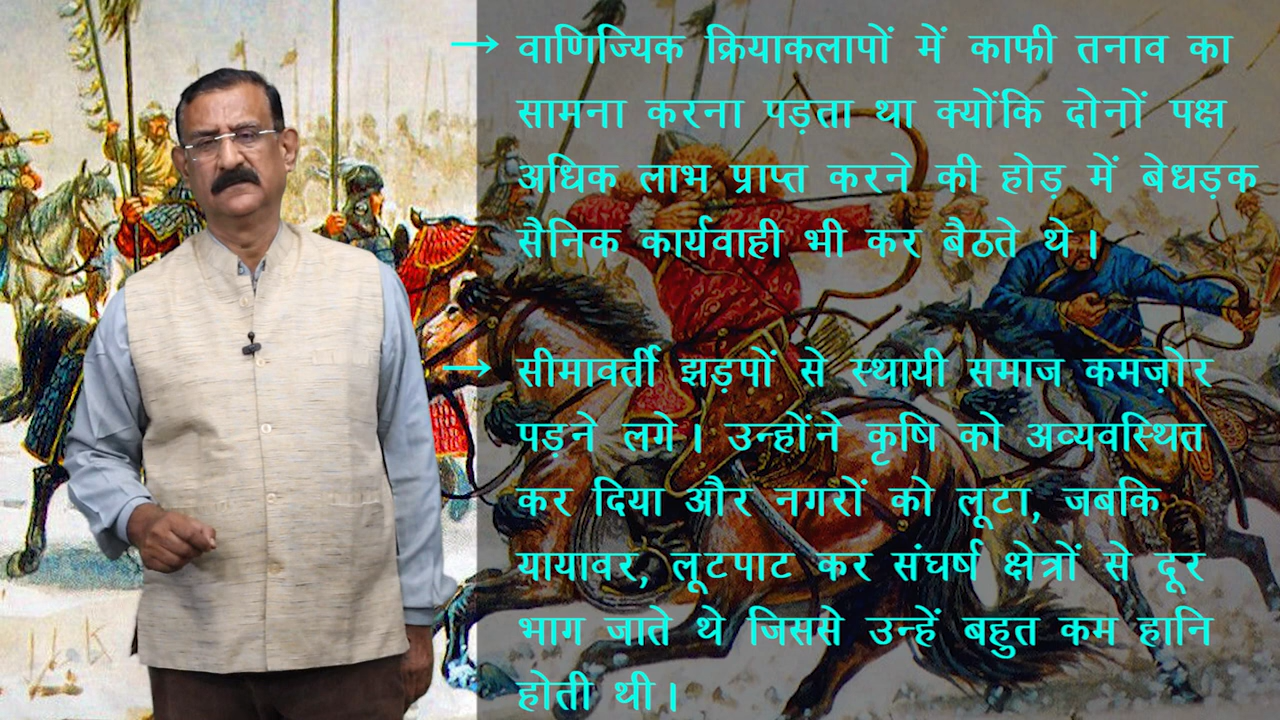 → वाणिज्यिक क्रियाकलापों में काफी तनाव का
सामना करना पड़ता था क्योंकि दोनों पक्ष
अधिक लाभ प्राप्त करने की होड़ में बेधड़क
सैनिक कार्यवाही भी कर बैठते थे।
→ सीमावर्ती झड़पों से स्थायी समाज कमज़ोर
पड़ने लगे। उन्होंने कृषि को अव्यवस्थित
कर दिया और नगरों को लूटा, जबकि
यायावर, लूटपाट कर संघर्ष क्षेत्रों से दूर
भाग जाते थे जिससे उन्हें बहुत कम हानि
होती थी।